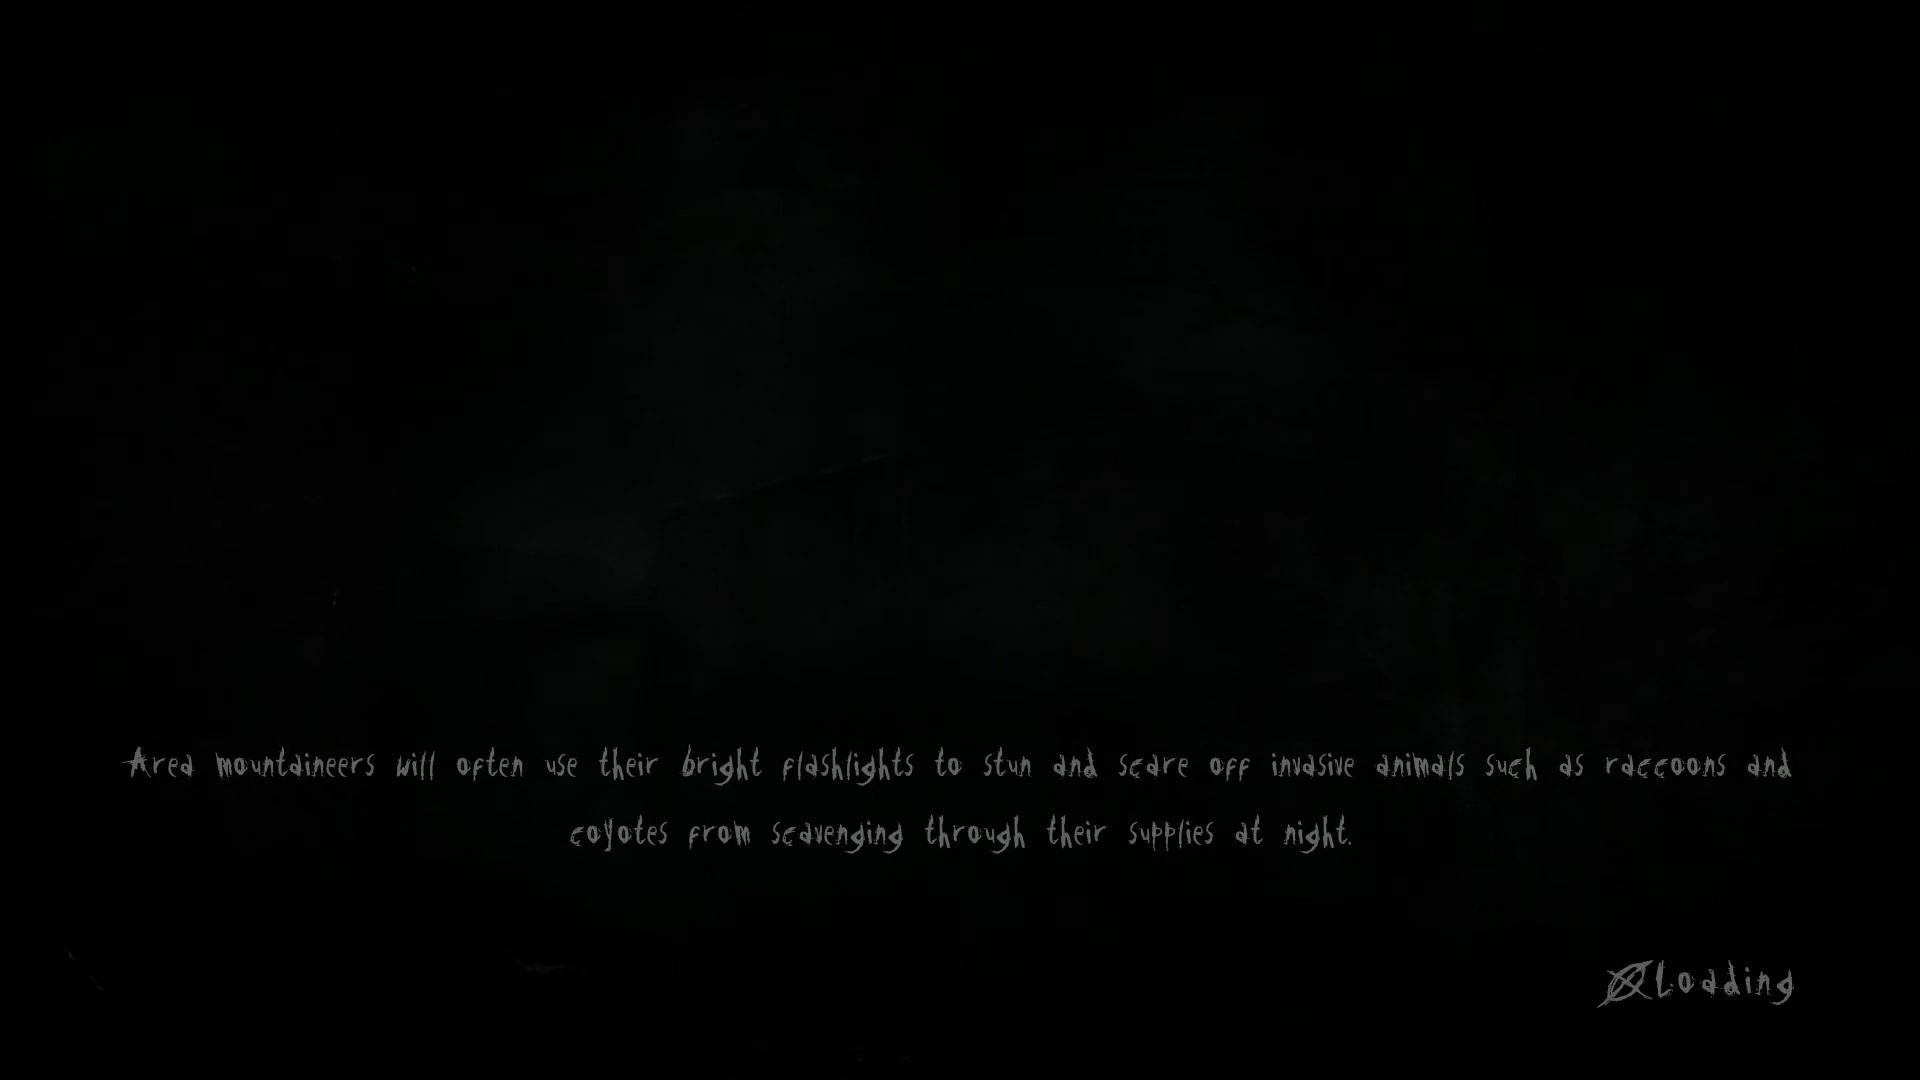 Area mountaineers will often use their bright flashlights to stun and scare off invasive animals such as raccoons and
coyotes from scavenging through their supplies at night.
Loading